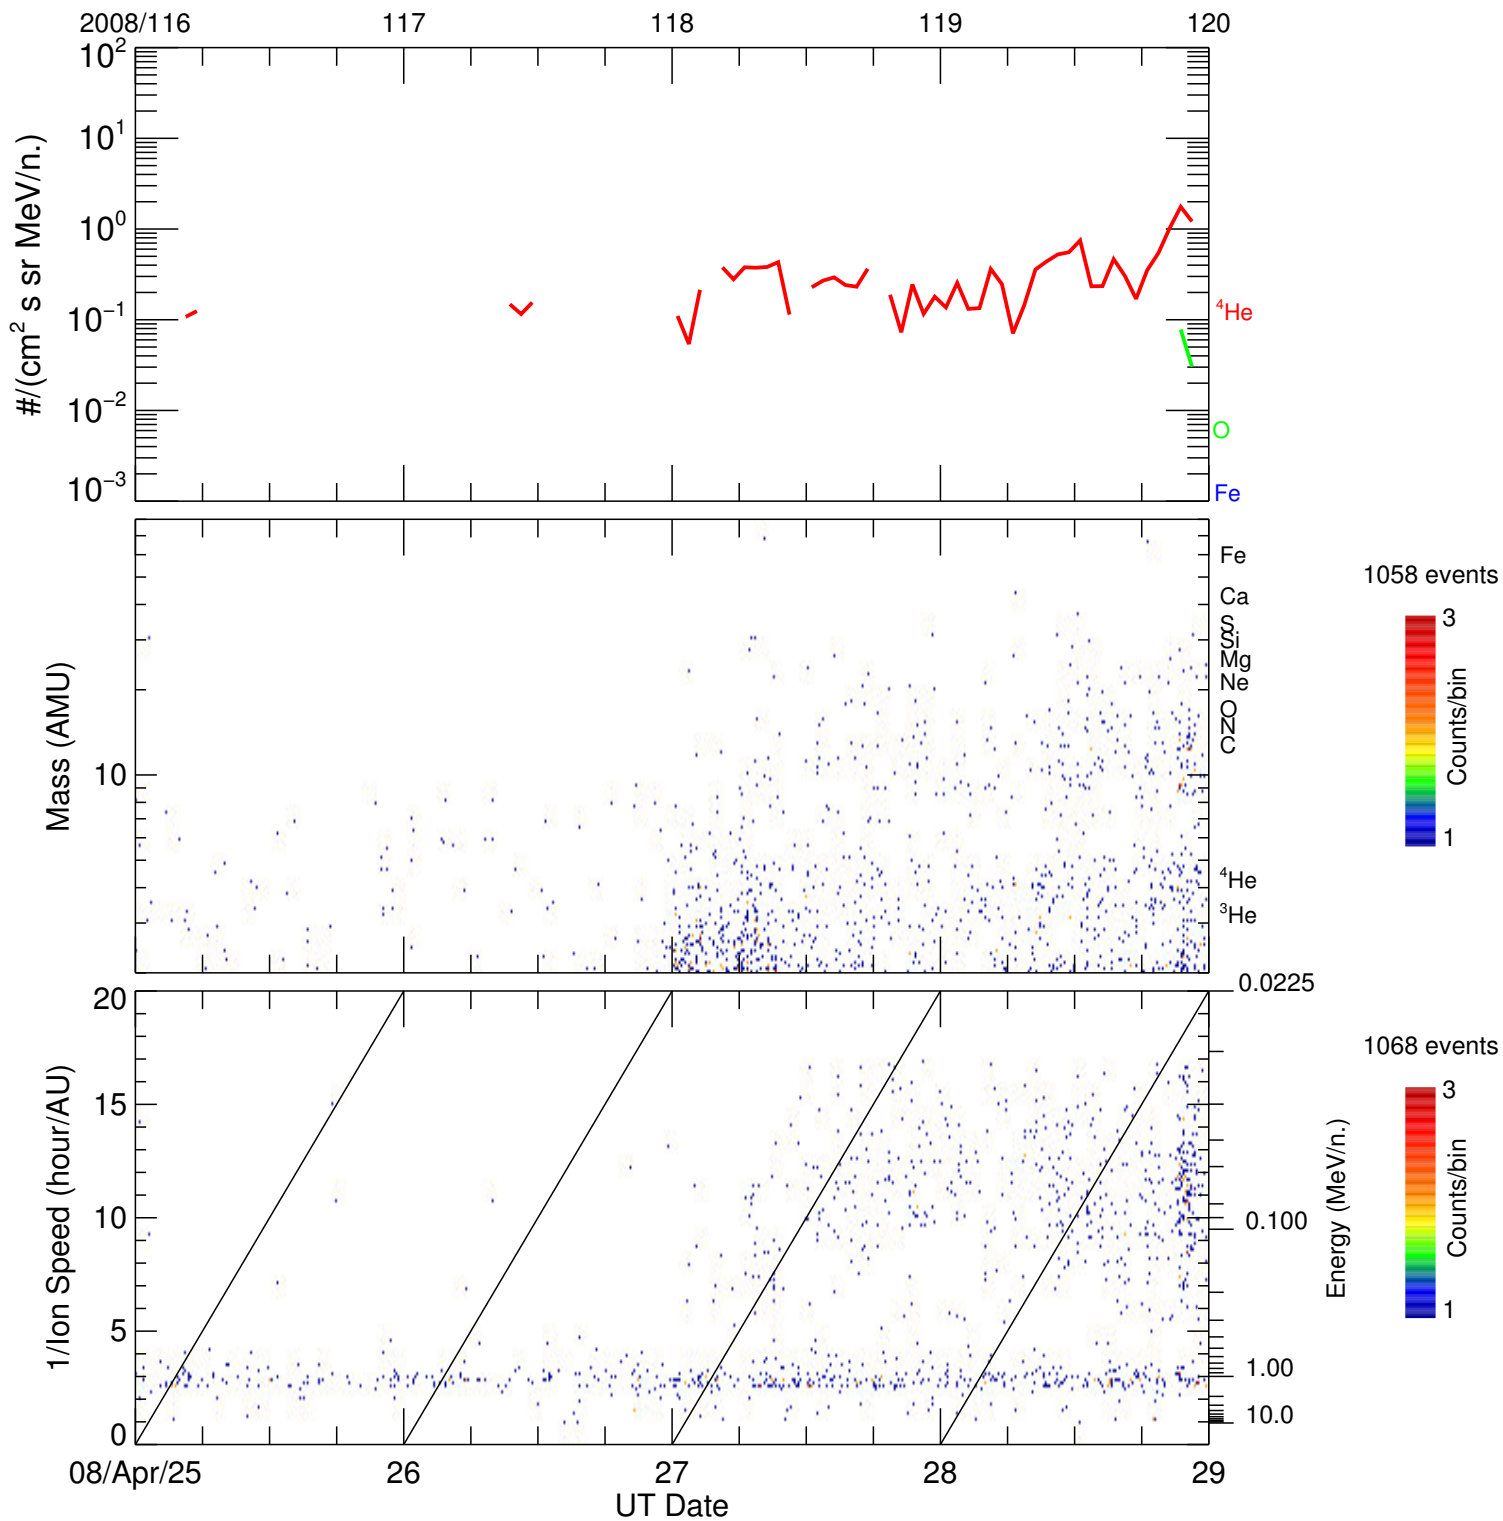 2008/116 117 118 119 120
10^2
10^1
10^0
10^-1
10^-2
10^-3
#/(cm^2 s sr MeV/n.)
^4He
O
Fe
Mass (AMU)
10
Fe
Ca
S
Si
Mg
Ne
O
N
C
^4He
^3He
1058 events
3
Counts/bin
1
1/Ion Speed (hour/AU)
20
15
10
5
0
0.0225
0.100
1.00
10.0
Energy (MeV/n.)
1068 events
3
Counts/bin
1
08/Apr/25 26 27 28 29
UT Date